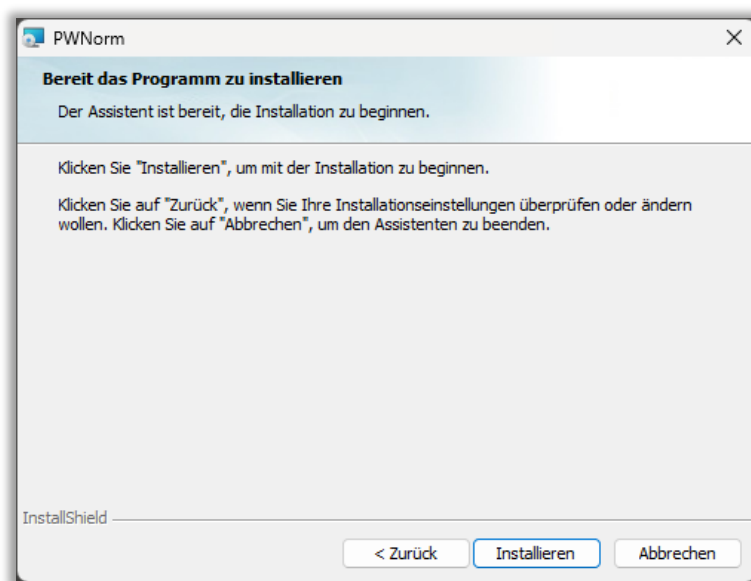 PWNorm
Bereit das Programm zu installieren
Der Assistent ist bereit, die Installation zu beginnen.
Klicken Sie "Installieren", um mit der Installation zu beginnen.
Klicken Sie auf "Zurück", wenn Sie Ihre Installationseinstellungen überprüfen oder ändern
wollen. Klicken Sie auf "Abbrechen", um den Assistenten zu beenden.
InstallShield
< Zurück
Installieren
Abbrechen